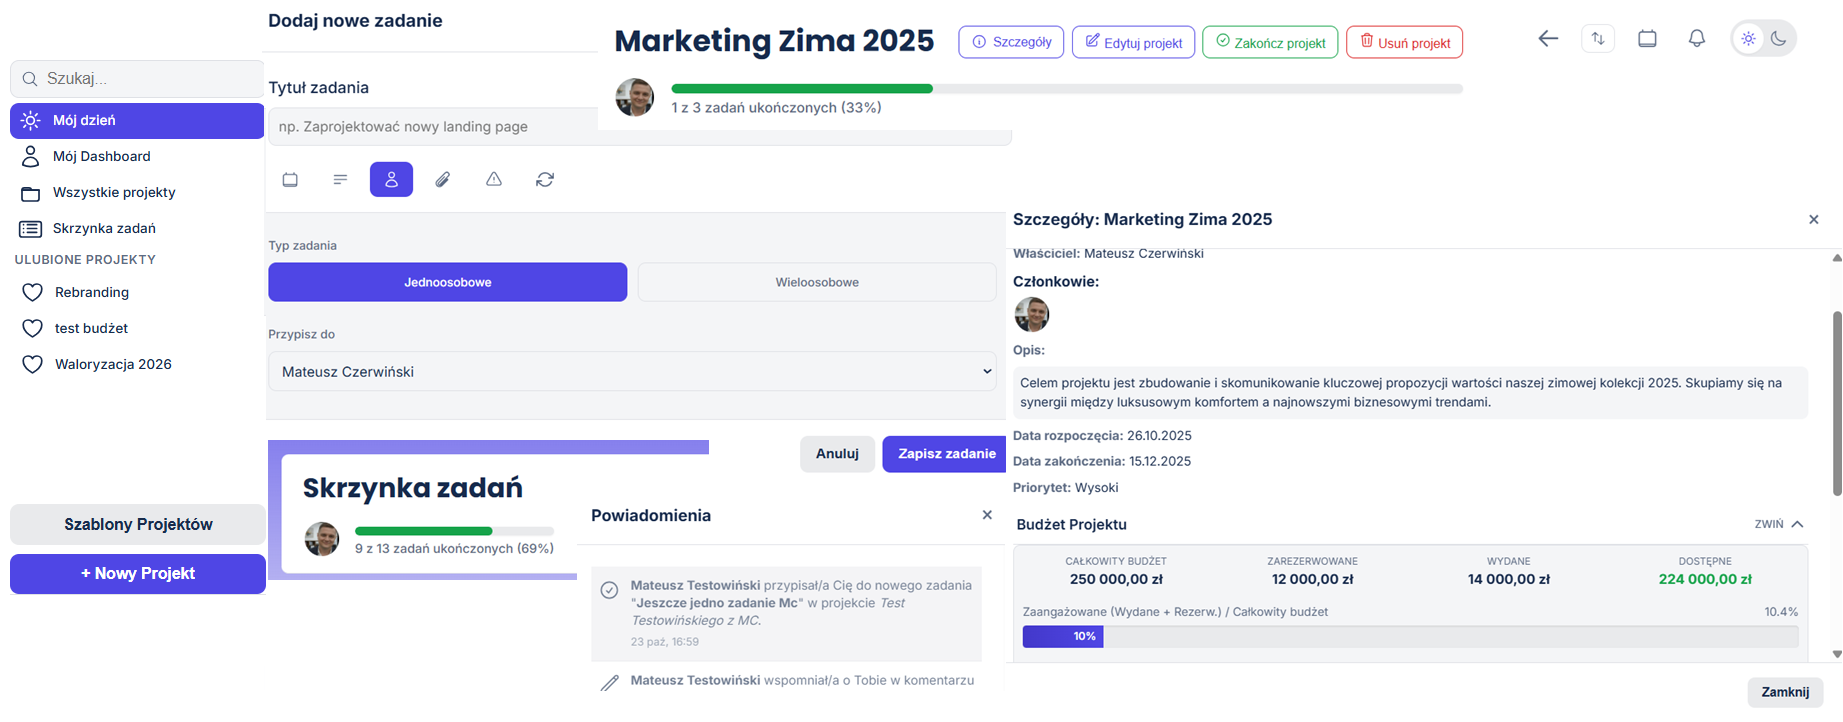 Szukaj...
Mój dzień
Mój Dashboard
Wszystkie projekty
Skrzynka zadań
ULUBIONE PROJEKTY
Rebranding
test budżet
Waloryzacja 2026
Szablony Projektów
+ Nowy Projekt
Dodaj nowe zadanie
Tytuł zadania
np. Zaprojektować nowy landing page
Typ zadania
Jednoosobowe
Wieloosobowe
Przypisz do
Mateusz Czerwiński
Anuluj
Zapisz zadanie
Marketing Zima 2025
Szczegóły
Edytuj projekt
Zakończ projekt
Usuń projekt
1 z 3 zadań ukończonych (33%)
Skrzynka zadań
9 z 13 zadań ukończonych (69%)
Powiadomienia
Mateusz Testowiński przypisał/a Cię do nowego zadania
"Jeszcze jedno zadanie Mc" w projekcie Test
Testowińskiego z MC.
23 paź, 16:59
Mateusz Testowiński wspomniał/a o Tobie w komentarzu
Szczegóły: Marketing Zima 2025
Właściciel: Mateusz Czerwiński
Członkowie:
Opis:
Celem projektu jest zbudowanie i skomunikowanie kluczowej propozycji wartości naszej zimowej kolekcji 2025. Skupiamy się na
synergii między luksusowym komfortem a najnowszymi biznesowymi trendami.
Data rozpoczęcia: 26.10.2025
Data zakończenia: 15.12.2025
Priorytet: Wysoki
Budżet Projektu
ZWIŃ
CAŁKOWITY BUDŻET
250 000,00 zł
ZAREZERWOWANE
12 000,00 zł
WYDANE
14 000,00 zł
DOSTĘPNE
224 000,00 zł
Zaangażowane (Wydane + Rezerw.) / Całkowity budżet
10.4%
10%
Zamknij